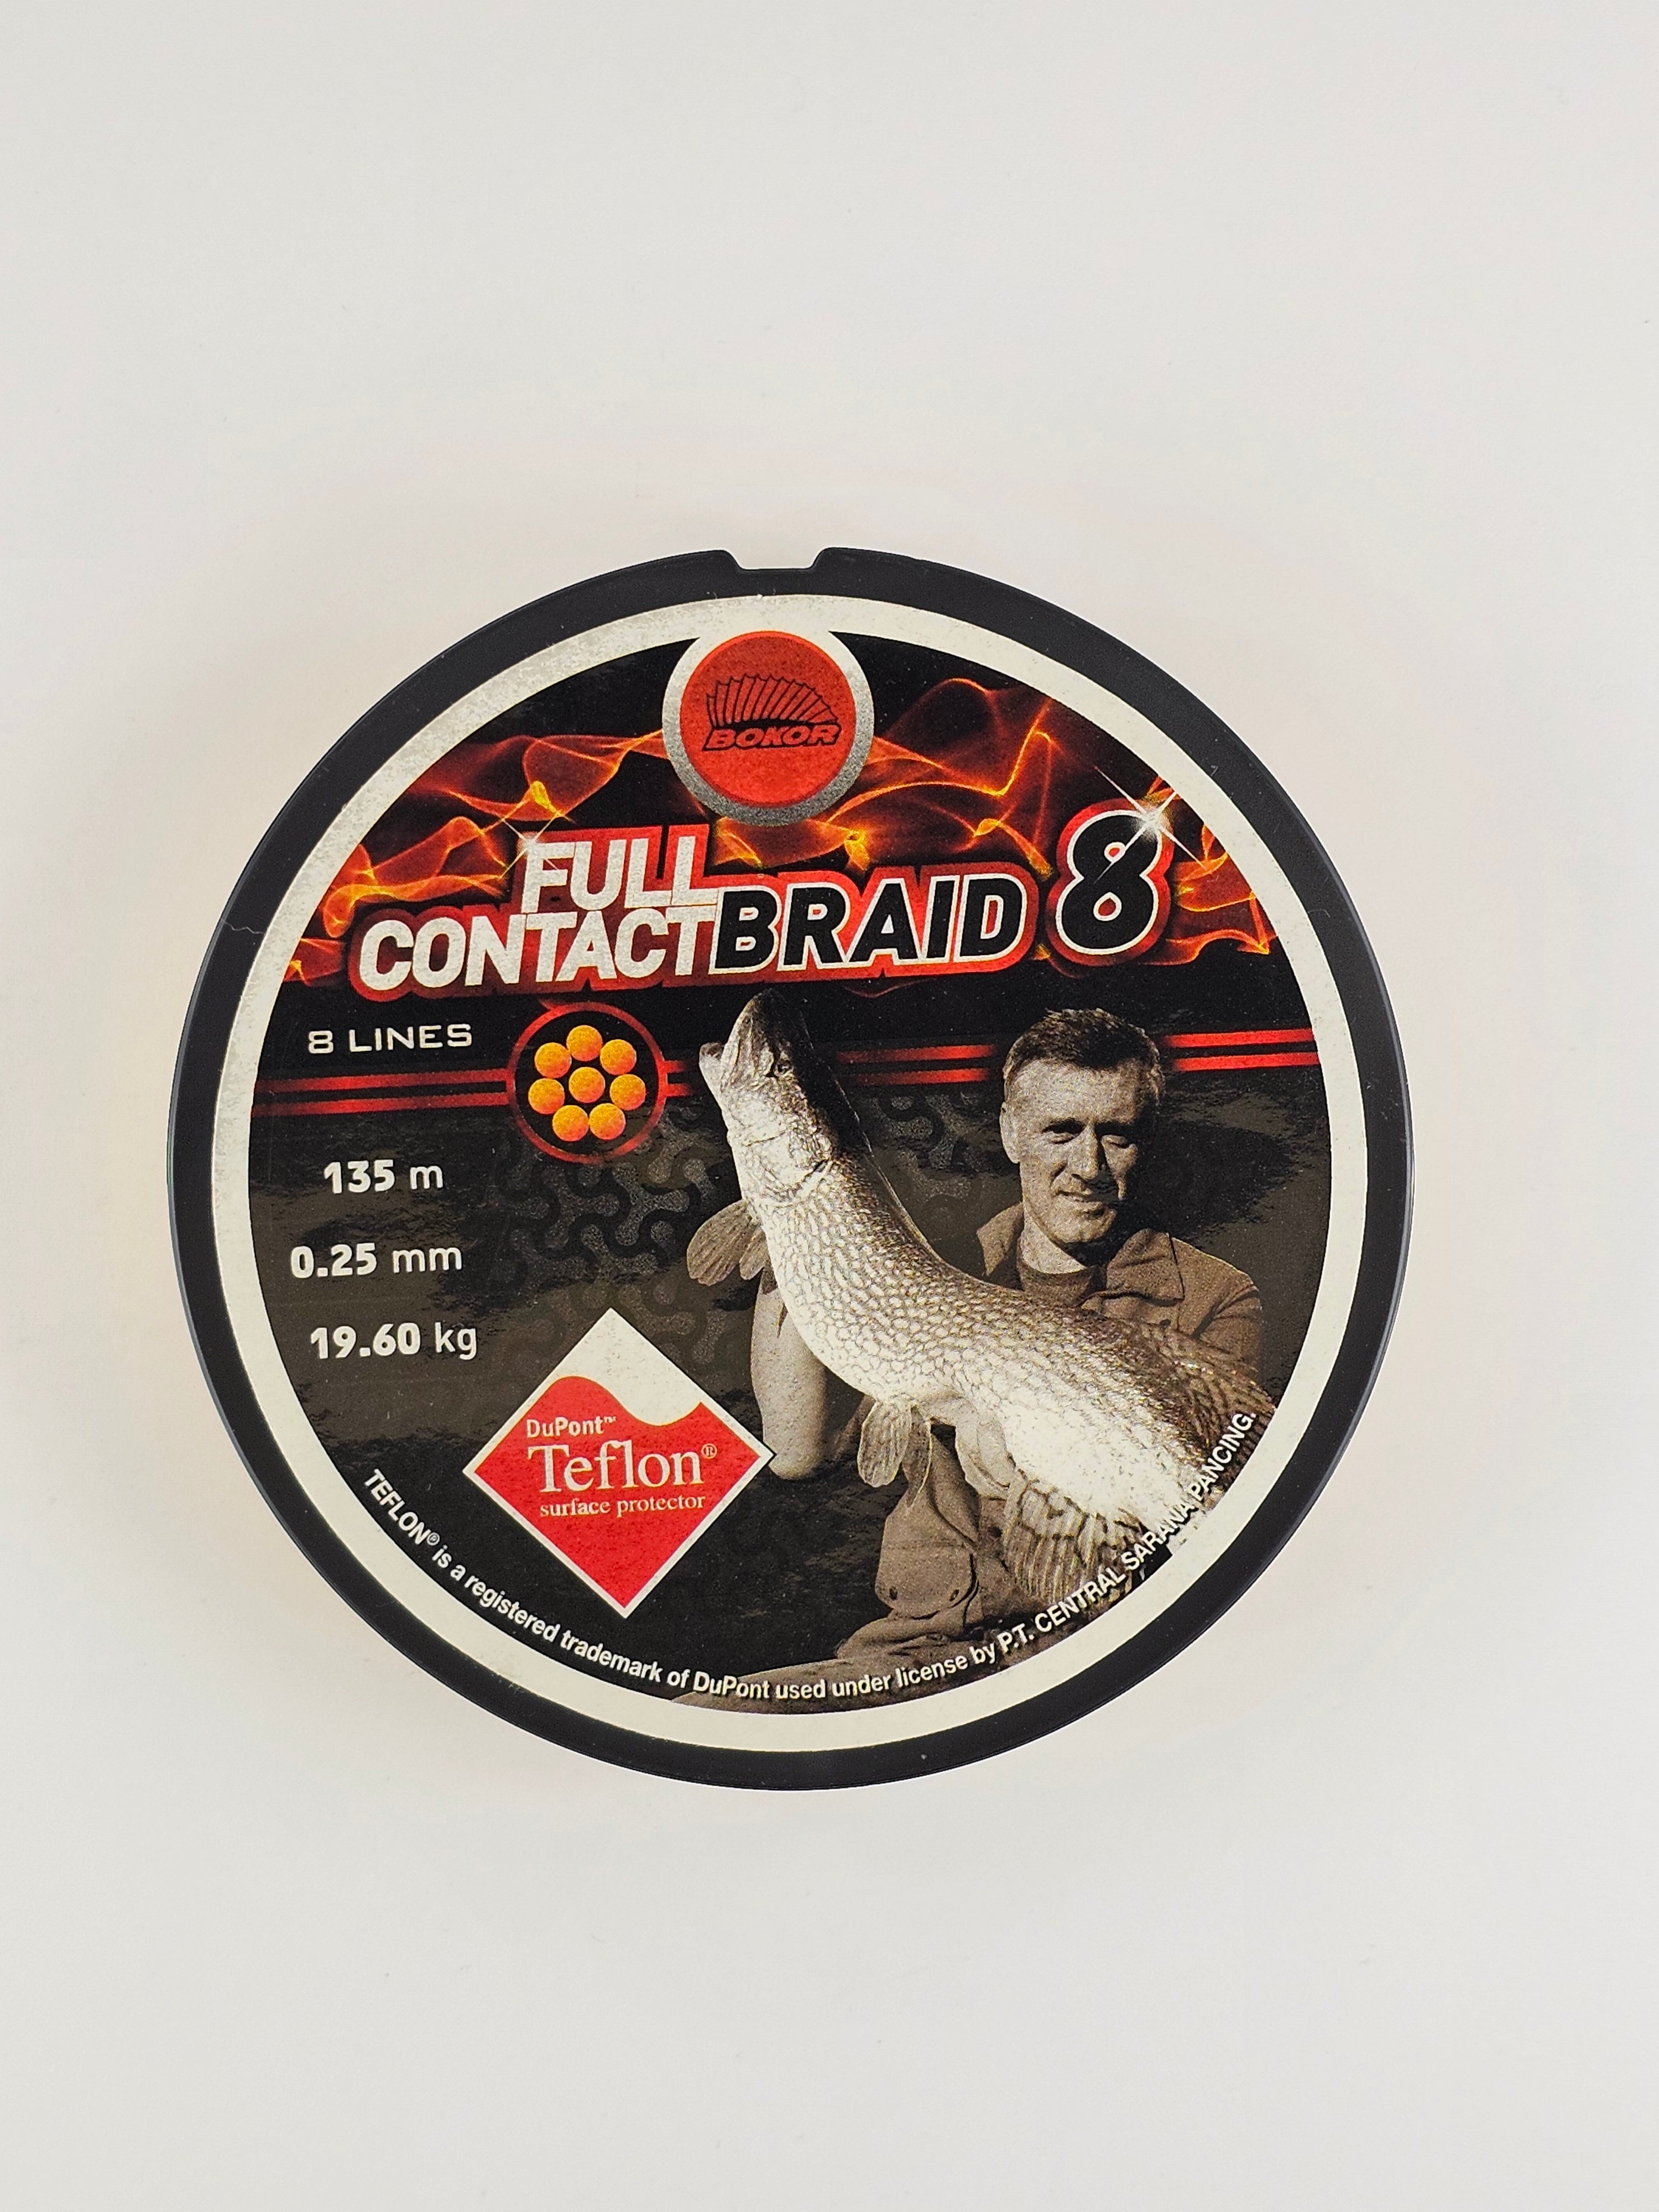 BOKOR
FULL
CONTACT BRAID 8
8 LINES
135 m
0.25 mm
19.60 kg
DuPont™
Teflon®
surface protector
TEFLON® is a registered trademark of DuPont used under license by P.T. CENTRAL SARANA PANCING.